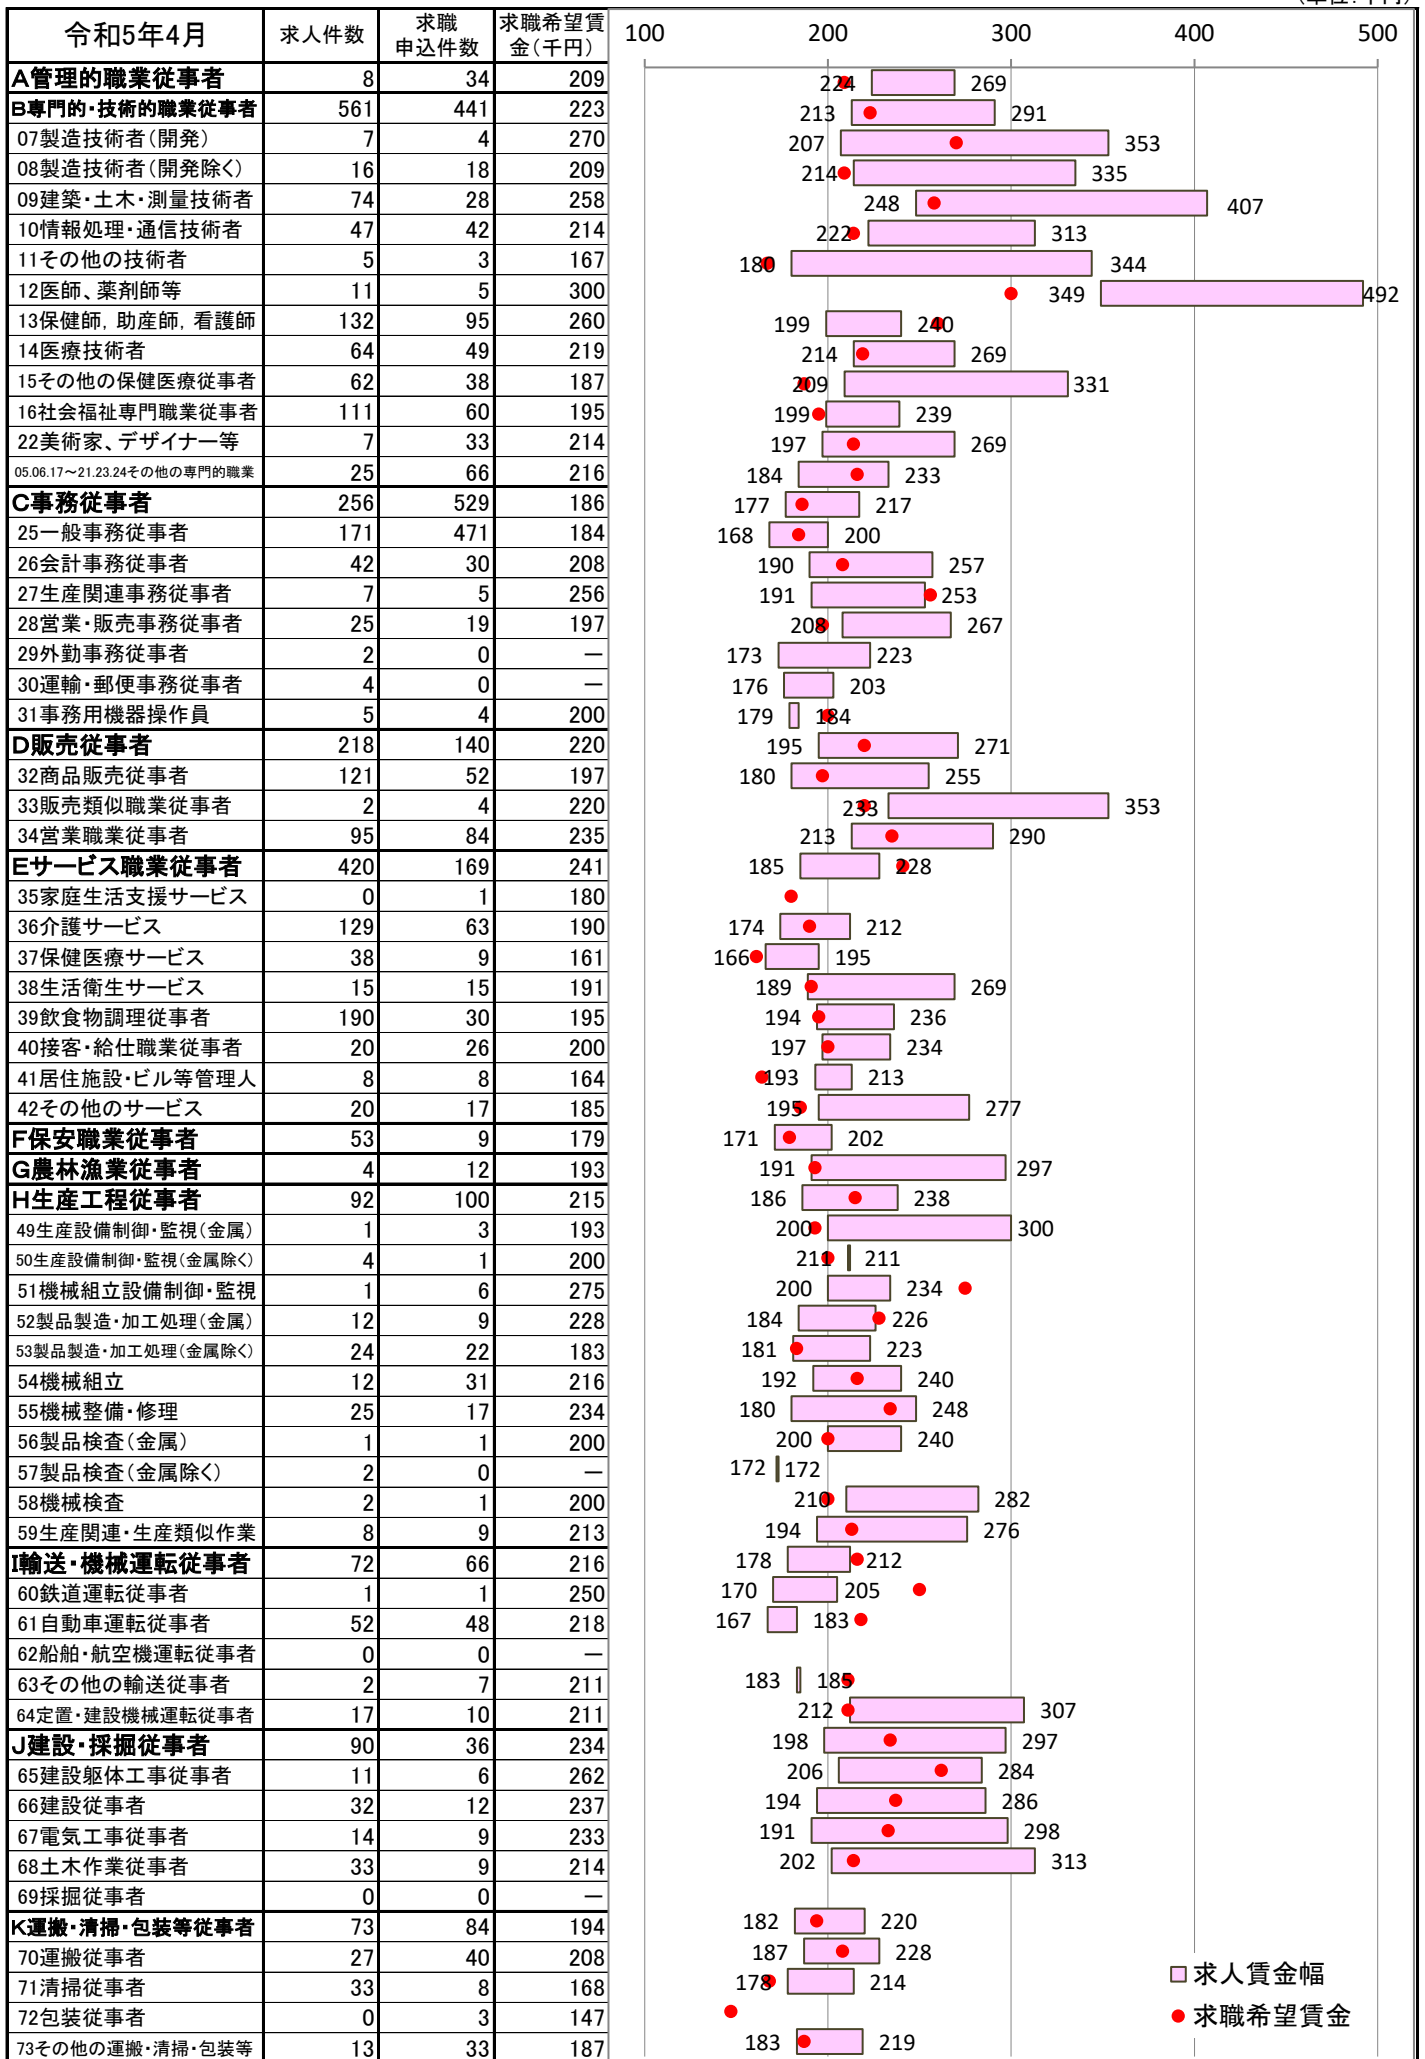 (単位:千円)
令和5年4月 求人件数 求職申込件数 求職希望賃金(千円) 100 200 300 400 500
A管理的職業従事者 8 34 209 224 269
B専門的・技術的職業従事者 561 441 223 213 291
07製造技術者(開発) 7 4 270 207 353
08製造技術者(開発除く) 16 18 209 214 335
09建築・土木・測量技術者 74 28 258 248 407
10情報処理・通信技術者 47 42 214 222 313
11その他の技術者 5 3 167 180 344
12医師、薬剤師等 11 5 300 349 492
13保健師, 助産師, 看護師 132 95 260 199 240
14医療技術者 64 49 219 214 269
15その他の保健医療従事者 62 38 187 209 331
16社会福祉専門職業従事者 111 60 195 199 239
22美術家、デザイナー等 7 33 214 197 269
05.06.17～21.23.24その他の専門的職業 25 66 216 184 233
C事務従事者 256 529 186 177 217
25一般事務従事者 171 471 184 168 200
26会計事務従事者 42 30 208 190 257
27生産関連事務従事者 7 5 256 191 253
28営業・販売事務従事者 25 19 197 208 267
29外勤事務従事者 2 0 ― 173 223
30運輸・郵便事務従事者 4 0 ― 176 203
31事務用機器操作員 5 4 200 179 184
D販売従事者 218 140 220 195 271
32商品販売従事者 121 52 197 180 255
33販売類似職業従事者 2 4 220 233 353
34営業職業従事者 95 84 235 213 290
Eサービス職業従事者 420 169 241 185 228
35家庭生活支援サービス 0 1 180
36介護サービス 129 63 190 174 212
37保健医療サービス 38 9 161 166 195
38生活衛生サービス 15 15 191 189 269
39飲食物調理従事者 190 30 195 194 236
40接客・給仕職業従事者 20 26 200 197 234
41居住施設・ビル等管理人 8 8 164 193 213
42その他のサービス 20 17 185 195 277
F保安職業従事者 53 9 179 171 202
G農林漁業従事者 4 12 193 191 297
H生産工程従事者 92 100 215 186 238
49生産設備制御・監視(金属) 1 3 193 200 300
50生産設備制御・監視(金属除く) 4 1 200 211 211
51機械組立設備制御・監視 1 6 275 200 234
52製品製造・加工処理(金属) 12 9 228 184 226
53製品製造・加工処理(金属除く) 24 22 183 181 223
54機械組立 12 31 216 192 240
55機械整備・修理 25 17 234 180 248
56製品検査(金属) 1 1 200 200 240
57製品検査(金属除く) 2 0 ― 172 172
58機械検査 2 1 200 210 282
59生産関連・生産類似作業 8 9 213 194 276
I輸送・機械運転従事者 72 66 216 178 212
60鉄道運転従事者 1 1 250 170 205
61自動車運転従事者 52 48 218 167 183
62船舶・航空機運転従事者 0 0 ―
63その他の輸送従事者 2 7 211 183 185
64定置・建設機械運転従事者 17 10 211 212 307
J建設・採掘従事者 90 36 234 198 297
65建設躯体工事従事者 11 6 262 206 284
66建設従事者 32 12 237 194 286
67電気工事従事者 14 9 233 191 298
68土木作業従事者 33 9 214 202 313
69採掘従事者 0 0 ―
K運搬・清掃・包装等従事者 73 84 194 182 220
70運搬従事者 27 40 208 187 228
71清掃従事者 33 8 168 178 214
72包装従事者 0 3 147
73その他の運搬・清掃・包装等 13 33 187 183 219
求人賃金幅
求職希望賃金